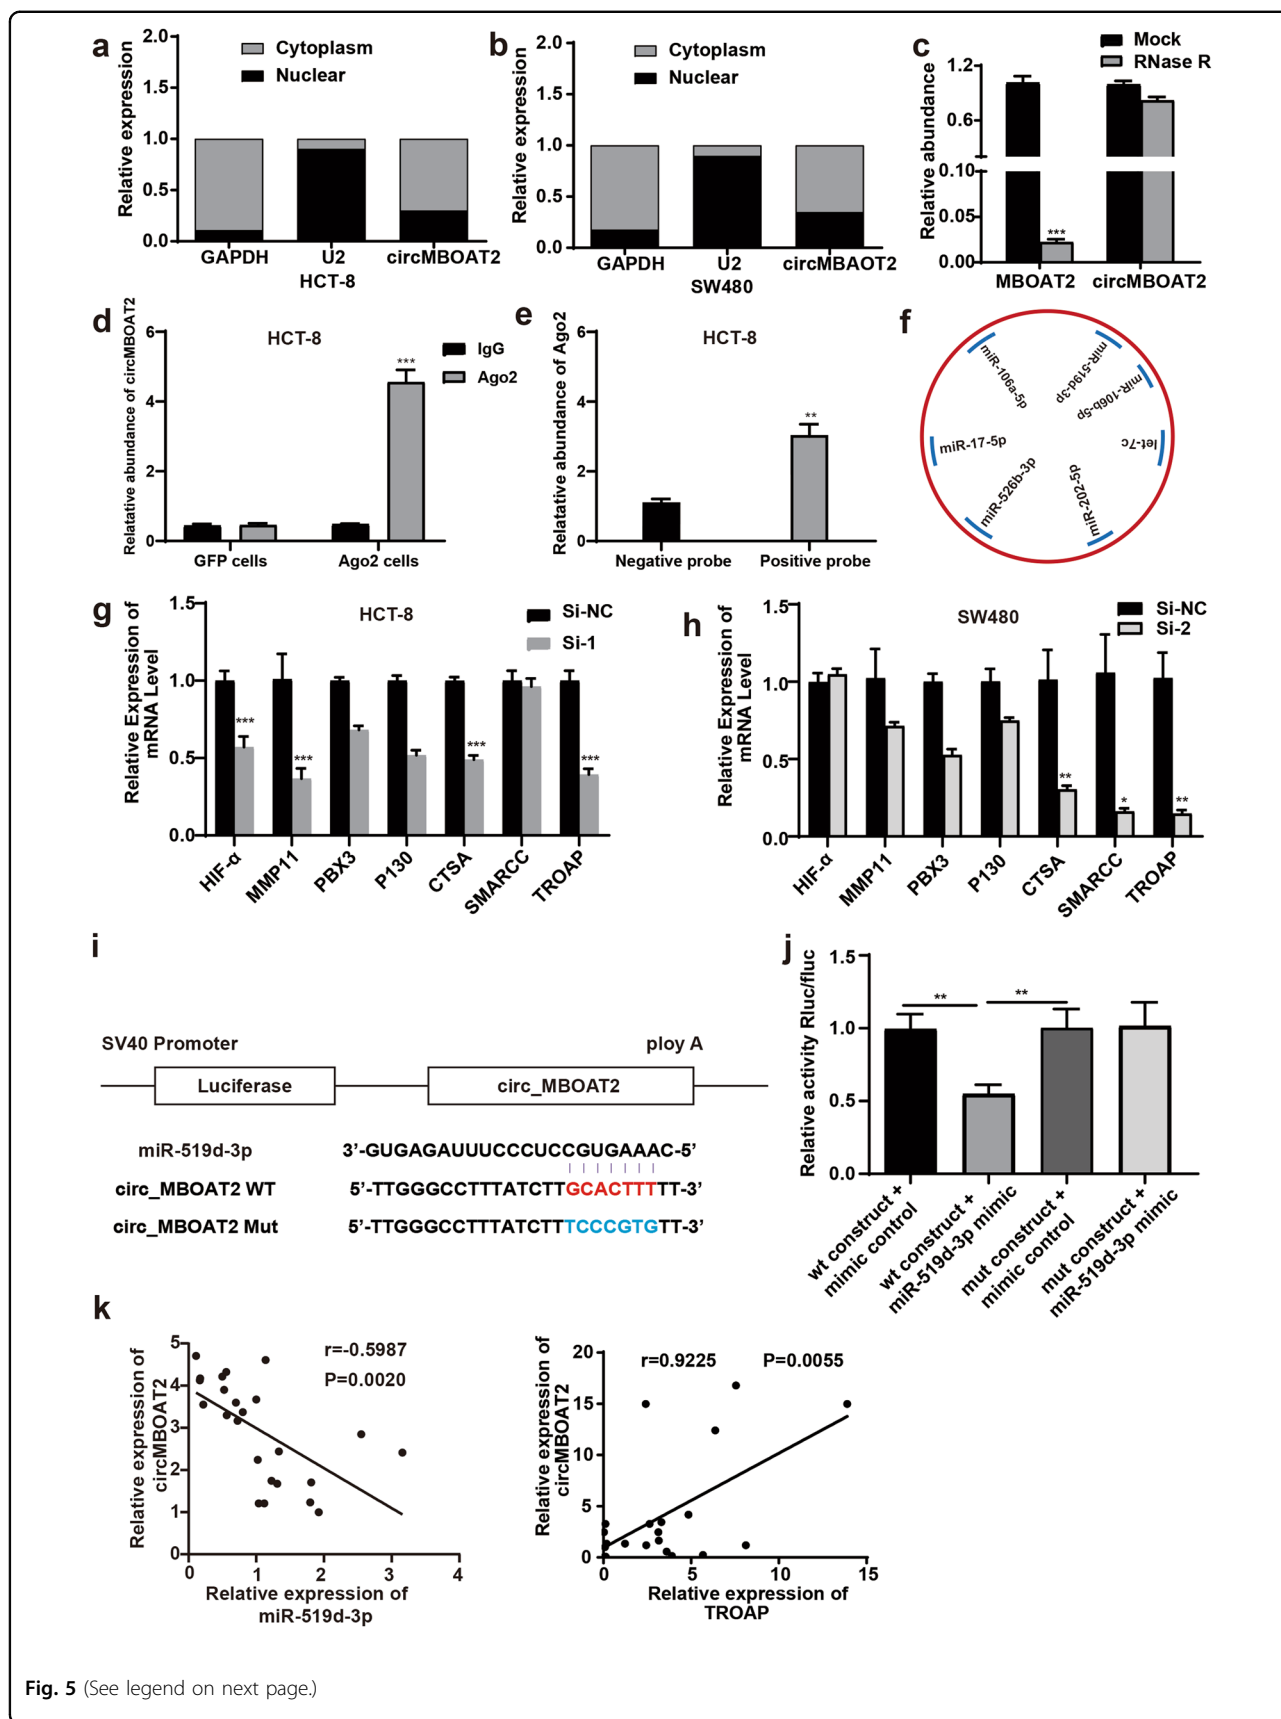 a
2.0
1.5
1.0
0.5
0.0
Relative expression
Cytoplasm
Nuclear
GAPDH U2 circMBOAT2
HCT-8
b
2.0
1.5
1.0
0.5
0.0
Relative expression
Cytoplasm
Nuclear
GAPDH U2 circMBAOT2
SW480
c
Mock
RNase R
1.2
0.6
0.10
0.05
0.00
Relative abundance
***
MBOAT2 circMBOAT2
d
HCT-8
IgG
Ago2
6
4
2
0
Relatative abundance of circMBOAT2
***
GFP cells Ago2 cells
e
HCT-8
6
4
2
0
Relatative abundance of Ago2
**
Negative probe Positive probe
f
miR-106a-5p
miR-519d-3p
miR-106b-5p
let-7c
miR-202-5p
miR-526b-3p
miR-17-5p
g
HCT-8
Si-NC
Si-1
1.5
1.0
0.5
0.0
Relative Expression of
mRNA Level
*** *** *** ***
HIF-α MMP11 PBX3 P130 CTSA SMARCC TROAP
h
SW480
Si-NC
Si-2
1.5
1.0
0.5
0.0
Relative Expression of
mRNA Level
** * **
HIF-α MMP11 PBX3 P130 CTSA SMARCC TROAP
i
SV40 Promoter ploy A
Luciferase circ_MBOAT2
miR-519d-3p 3’-GUGAGAUUUCCCUCCGUGAAAC-5’
circ_MBOAT2 WT 5’-TTGGGCCTTTATCTTGCACTTTTT-3’
circ_MBOAT2 Mut 5’-TTGGGCCTTTATCTTTCCCGTGTT-3’
j
1.5
1.0
0.5
0.0
Relative activity Rluc/fluc
** **
wt construct +
mimic control
wt construct +
miR-519d-3p mimic
mut construct +
mimic control
mut construct +
miR-519d-3p mimic
k
5
4
3
2
1
0
Relative expression of
circMBOAT2
r=-0.5987
P=0.0020
0 1 2 3 4
Relative expression of
miR-519d-3p
20
15
10
5
0
Relative expression of
circMBOAT2
r=0.9225 P=0.0055
0 5 10 15
Relative expression of
TROAP
Fig. 5 (See legend on next page.)